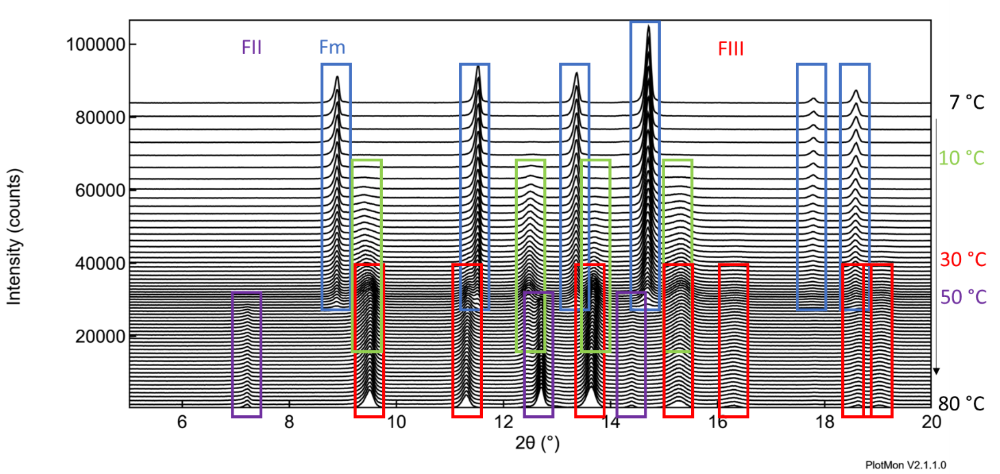 FII
Fm
FIII
100000
80000
60000
40000
20000
Intensity (counts)
7 °C
10 °C
30 °C
50 °C
80 °C
6
8
10
12
14
16
18
20
2θ (°)
PlotMon V2.1.1.0